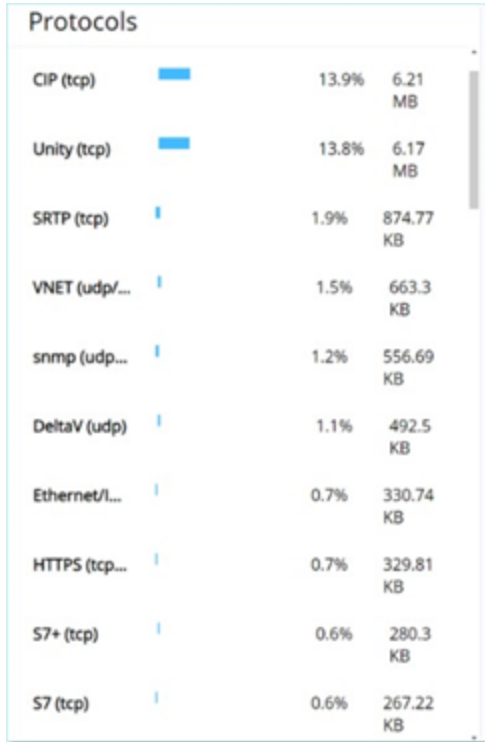 Protocols
CIP (tcp) 13.9% 6.21
MB
Unity (tcp) 13.8% 6.17
MB
SRTP (tcp) 1.9% 874.77
KB
VNET (udp/... 1.5% 663.3
KB
snmp (udp... 1.2% 556.69
KB
DeltaV (udp) 1.1% 492.5
KB
Ethernet/I... 0.7% 330.74
KB
HTTPS (tcp... 0.7% 329.81
KB
S7+ (tcp) 0.6% 280.3
KB
S7 (tcp) 0.6% 267.22
KB